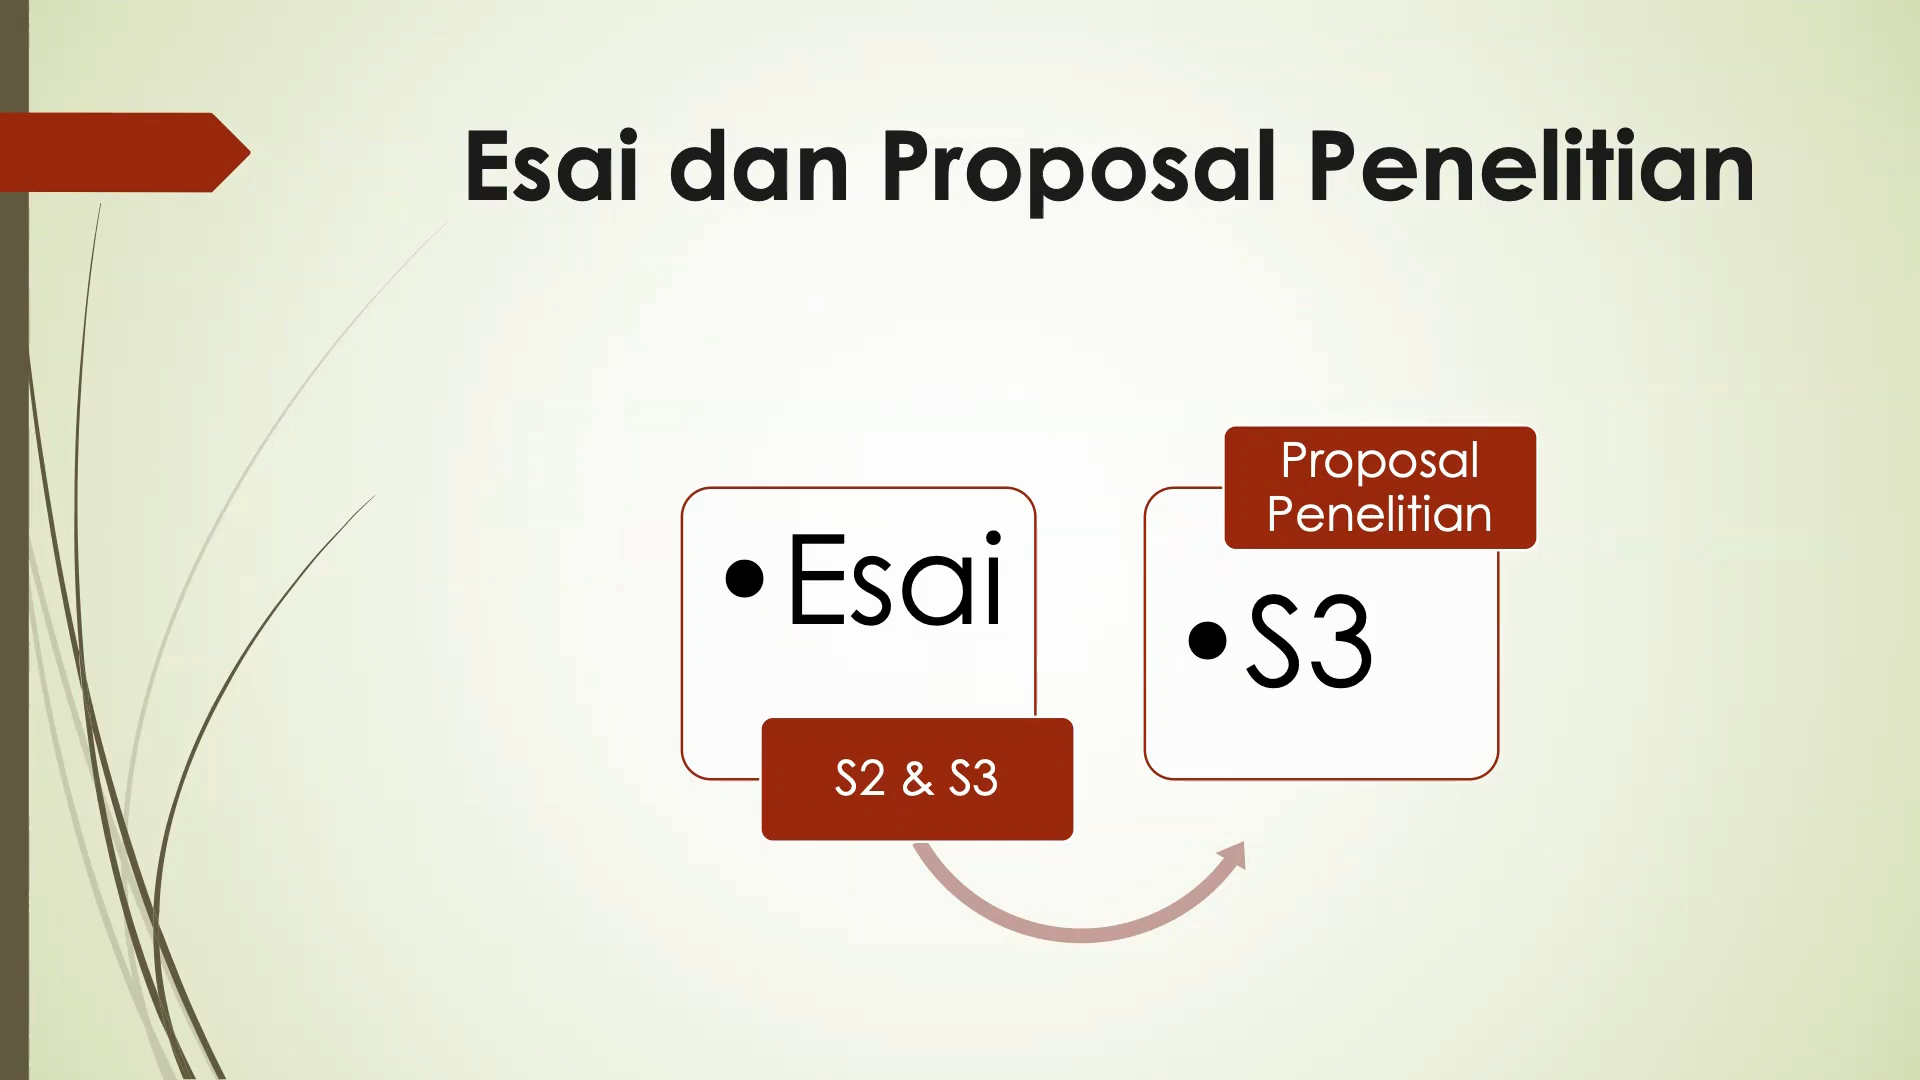 Esai dan Proposal Penelitian
• Esai
S2 & S3
Proposal
Penelitian
• S3